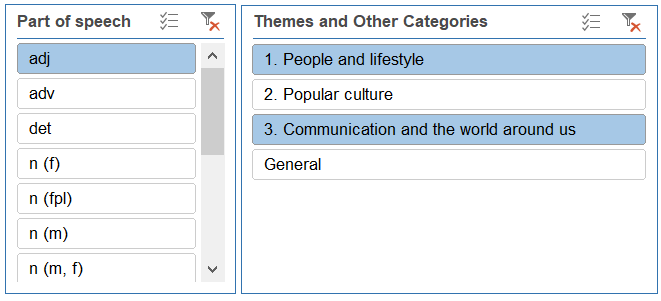 Part of speech
adj
adv
det
n (f)
n (fpl)
n (m)
n (m, f)
Themes and Other Categories
1. People and lifestyle
2. Popular culture
3. Communication and the world around us
General